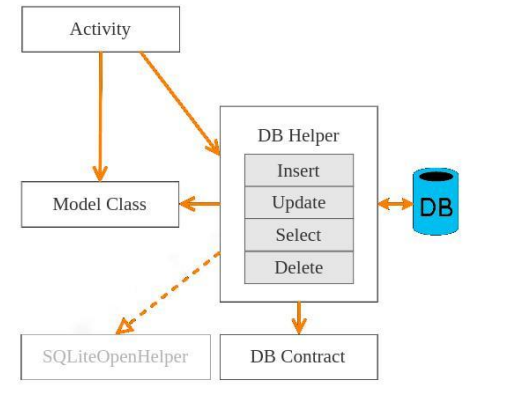 Activity
DB Helper
Insert
Update
Select
Delete
Model Class
DB
SQLiteOpenHelper
DB Contract